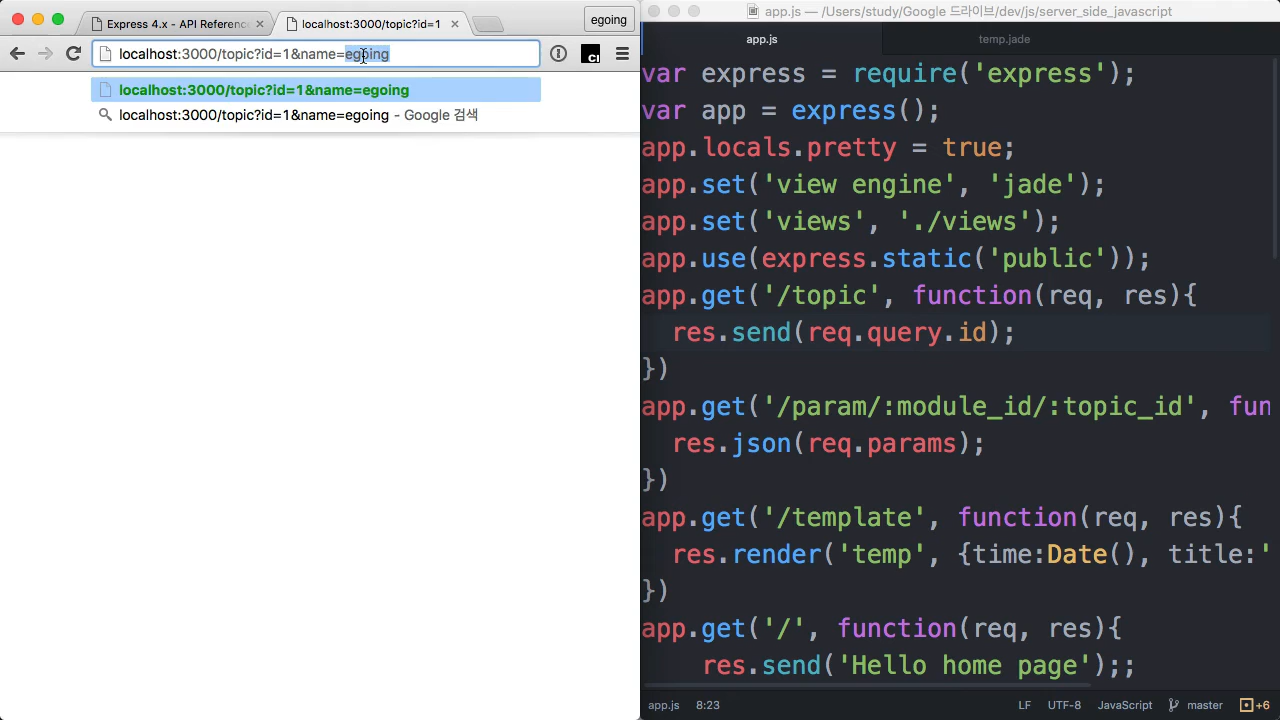 Express 4.x - API Referenc
localhost:3000/topic?id=1
egoing
localhost:3000/topic?id=1&name=egoing
localhost:3000/topic?id=1&name=egoing
localhost:3000/topic?id=1&name=egoing - Google 검색
app.js — /Users/study/Google 드라이브/dev/js/server_side_javascript
app.js
temp.jade
var express = require('express');
var app = express();
app.locals.pretty = true;
app.set('view engine', 'jade');
app.set('views', './views');
app.use(express.static('public'));
app.get('/topic', function(req, res){
res.send(req.query.id);
})
app.get('/param/:module_id/:topic_id', fun
res.json(req.params);
})
app.get('/template', function(req, res){
res.render('temp', {time:Date(), title:'
})
app.get('/', function(req, res){
res.send('Hello home page');;
app.js 8:23 LF UTF-8 JavaScript master +6